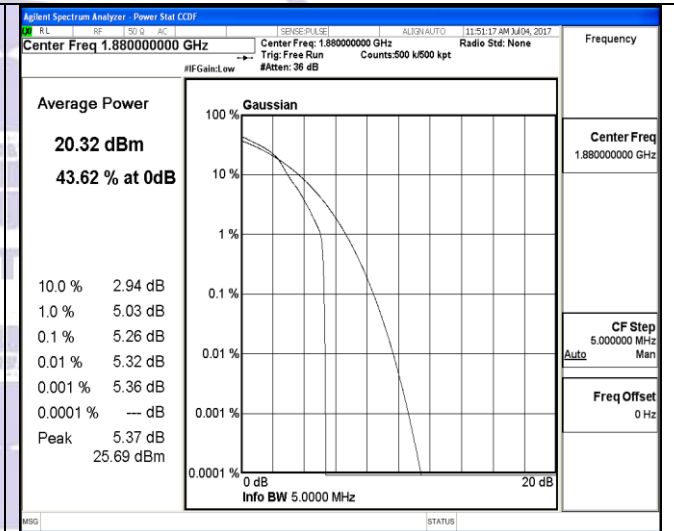 Agilent Spectrum Analyzer - Power Stat CCDF
RL RF 50 Ω AC SENSE:PULSE ALIGN AUTO 11:51:17 AM Jul 04, 2017
Center Freq 1.880000000 GHz
Center Freq: 1.880000000 GHz Radio Std: None
Trig: Free Run Counts:500 k/500 kpt
#IFGain:Low #Atten: 36 dB
Frequency
Average Power
20.32 dBm
43.62 % at 0dB
10.0 % 2.94 dB
1.0 % 5.03 dB
0.1 % 5.26 dB
0.01 % 5.32 dB
0.001 % 5.36 dB
0.0001 % --- dB
Peak 5.37 dB
25.69 dBm
Gaussian
100 %
10 %
1 %
0.1 %
0.01 %
0.001 %
0.0001 %
0 dB 20 dB
Info BW 5.0000 MHz
Center Freq
1.880000000 GHz
CF Step
5.000000 MHz
Auto Man
Freq Offset
0 Hz
MSG STATUS